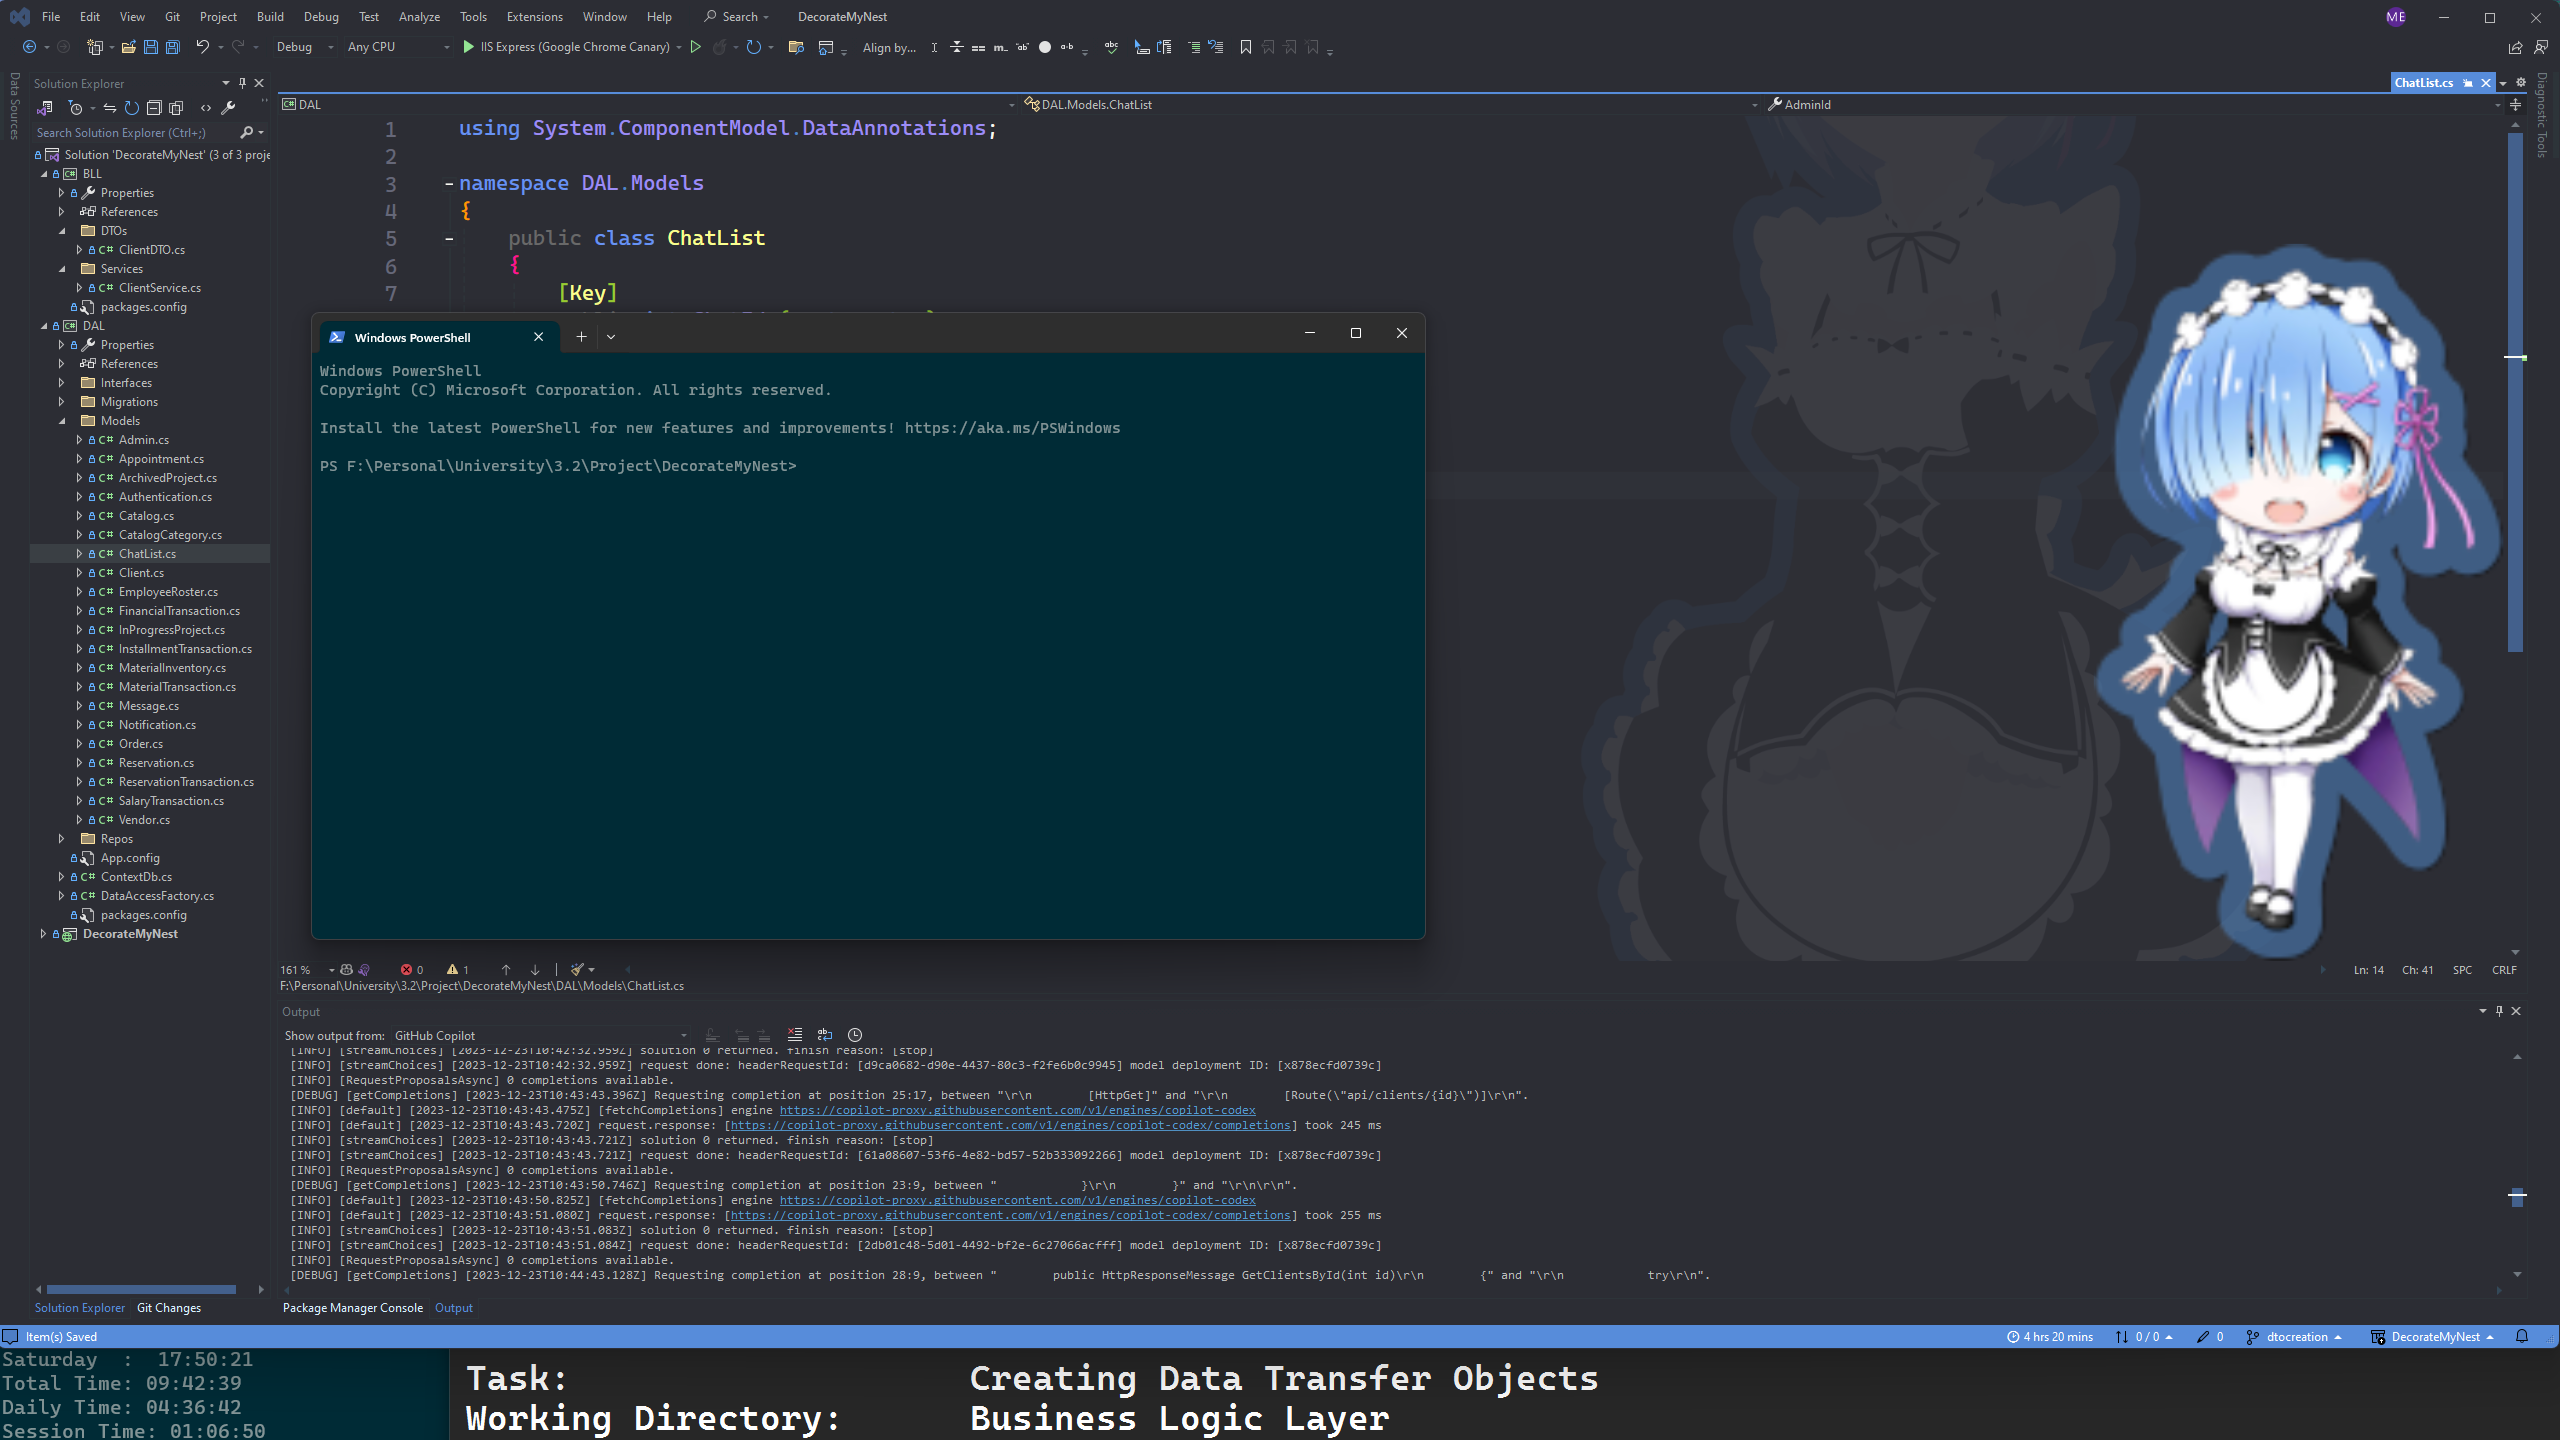 File Edit View Git Project Build Debug Test Analyze Tools Extensions Window Help Search DecorateMyNest ME
Debug Any CPU IIS Express (Google Chrome Canary) Align by...
Data Sources
Solution Explorer
Search Solution Explorer (Ctrl+;)
Solution 'DecorateMyNest' (3 of 3 proje
BLL
Properties
References
DTOs
C# ClientDTO.cs
Services
C# ClientService.cs
packages.config
DAL
Properties
References
Interfaces
Migrations
Models
C# Admin.cs
C# Appointment.cs
C# ArchivedProject.cs
C# Authentication.cs
C# Catalog.cs
C# CatalogCategory.cs
C# ChatList.cs
C# Client.cs
C# EmployeeRoster.cs
C# FinancialTransaction.cs
C# InProgressProject.cs
C# InstallmentTransaction.cs
C# MaterialInventory.cs
C# MaterialTransaction.cs
C# Message.cs
C# Notification.cs
C# Order.cs
C# Reservation.cs
C# ReservationTransaction.cs
C# SalaryTransaction.cs
C# Vendor.cs
Repos
App.config
C# ContextDb.cs
C# DataAccessFactory.cs
packages.config
DecorateMyNest
Solution Explorer Git Changes
ChatList.cs
Diagnostic Tools
DAL DAL.Models.ChatList AdminId
1 using System.ComponentModel.DataAnnotations;
2
3 namespace DAL.Models
4 {
5 public class ChatList
6 {
7 [Key]
Windows PowerShell
Windows PowerShell
Copyright (C) Microsoft Corporation. All rights reserved.
Install the latest PowerShell for new features and improvements! https://aka.ms/PSWindows
PS F:\Personal\University\3.2\Project\DecorateMyNest>
161 % 0 1 Ln: 14 Ch: 41 SPC CRLF
F:\Personal\University\3.2\Project\DecorateMyNest\DAL\Models\ChatList.cs
Output
Show output from: GitHub Copilot
[INFO] [streamChoices] [2023-12-23T10:42:32.959Z] solution 0 returned. finish reason: [stop]
[INFO] [streamChoices] [2023-12-23T10:42:32.959Z] request done: headerRequestId: [d9ca0682-d90e-4437-80c3-f2fe6b0c9945] model deployment ID: [x878ecfd0739c]
[INFO] [RequestProposalsAsync] 0 completions available.
[DEBUG] [getCompletions] [2023-12-23T10:43:43.396Z] Requesting completion at position 25:17, between "\r\n        [HttpGet]" and "\r\n        [Route(\"api/clients/{id}\")]\r\n".
[INFO] [default] [2023-12-23T10:43:43.475Z] [fetchCompletions] engine https://copilot-proxy.githubusercontent.com/v1/engines/copilot-codex
[INFO] [default] [2023-12-23T10:43:43.720Z] request.response: [https://copilot-proxy.githubusercontent.com/v1/engines/copilot-codex/completions] took 245 ms
[INFO] [streamChoices] [2023-12-23T10:43:43.721Z] solution 0 returned. finish reason: [stop]
[INFO] [streamChoices] [2023-12-23T10:43:43.721Z] request done: headerRequestId: [61a08607-53f6-4e82-bd57-52b333092266] model deployment ID: [x878ecfd0739c]
[INFO] [RequestProposalsAsync] 0 completions available.
[DEBUG] [getCompletions] [2023-12-23T10:43:50.746Z] Requesting completion at position 23:9, between "            }\r\n        }" and "\r\n\r\n".
[INFO] [default] [2023-12-23T10:43:50.825Z] [fetchCompletions] engine https://copilot-proxy.githubusercontent.com/v1/engines/copilot-codex
[INFO] [default] [2023-12-23T10:43:51.080Z] request.response: [https://copilot-proxy.githubusercontent.com/v1/engines/copilot-codex/completions] took 255 ms
[INFO] [streamChoices] [2023-12-23T10:43:51.083Z] solution 0 returned. finish reason: [stop]
[INFO] [streamChoices] [2023-12-23T10:43:51.084Z] request done: headerRequestId: [2db01c48-5d01-4492-bf2e-6c27066acfff] model deployment ID: [x878ecfd0739c]
[INFO] [RequestProposalsAsync] 0 completions available.
[DEBUG] [getCompletions] [2023-12-23T10:44:43.128Z] Requesting completion at position 28:9, between "        public HttpResponseMessage GetClientsById(int id)\r\n        {" and "\r\n            try\r\n".
Package Manager Console Output
Item(s) Saved 4 hrs 20 mins 0 / 0 0 dtocreation DecorateMyNest
Saturday : 17:50:21
Total Time: 09:42:39
Daily Time: 04:36:42
Session Time: 01:06:50
Task: Creating Data Transfer Objects
Working Directory: Business Logic Layer